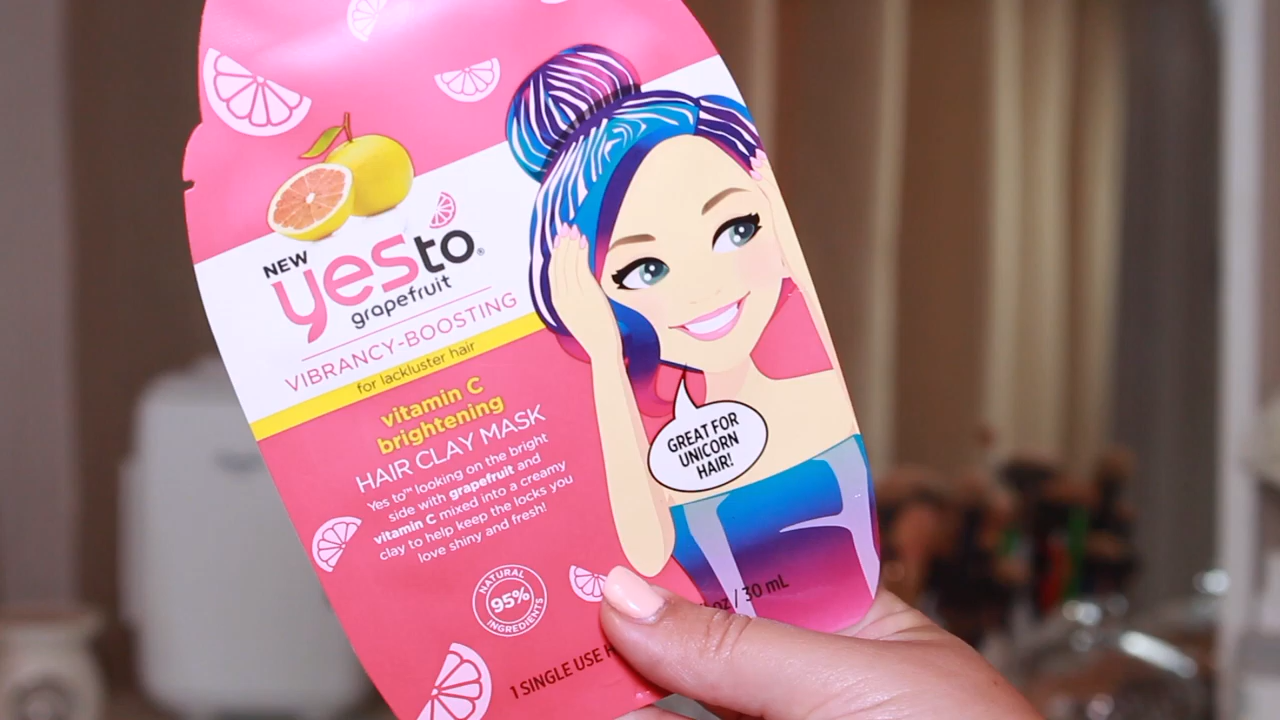 NEW
yesto®
grapefruit
VIBRANCY-BOOSTING
for lackluster hair
vitamin C
brightening
HAIR CLAY MASK
Yes to™ looking on the bright
side with grapefruit and
vitamin C mixed into a creamy
clay to help keep the locks you
love shiny and fresh!
NATURAL
95%
INGREDIENTS
1 SINGLE USE
oz / 30 mL
GREAT FOR
UNICORN
HAIR!